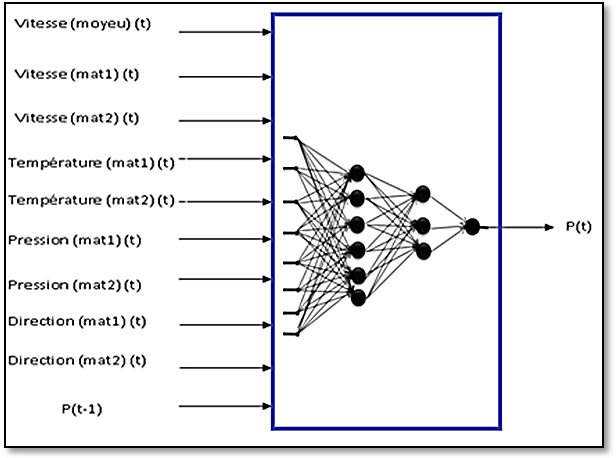 Vitesse (moyeu) (t)
Vitesse (mat1) (t)
Vitesse (mat2) (t)
Température (mat1) (t)
Température (mat2) (t)
Pression (mat1) (t)
Pression (mat2) (t)
Direction (mat1) (t)
Direction (mat2) (t)
P(t-1)
P(t)